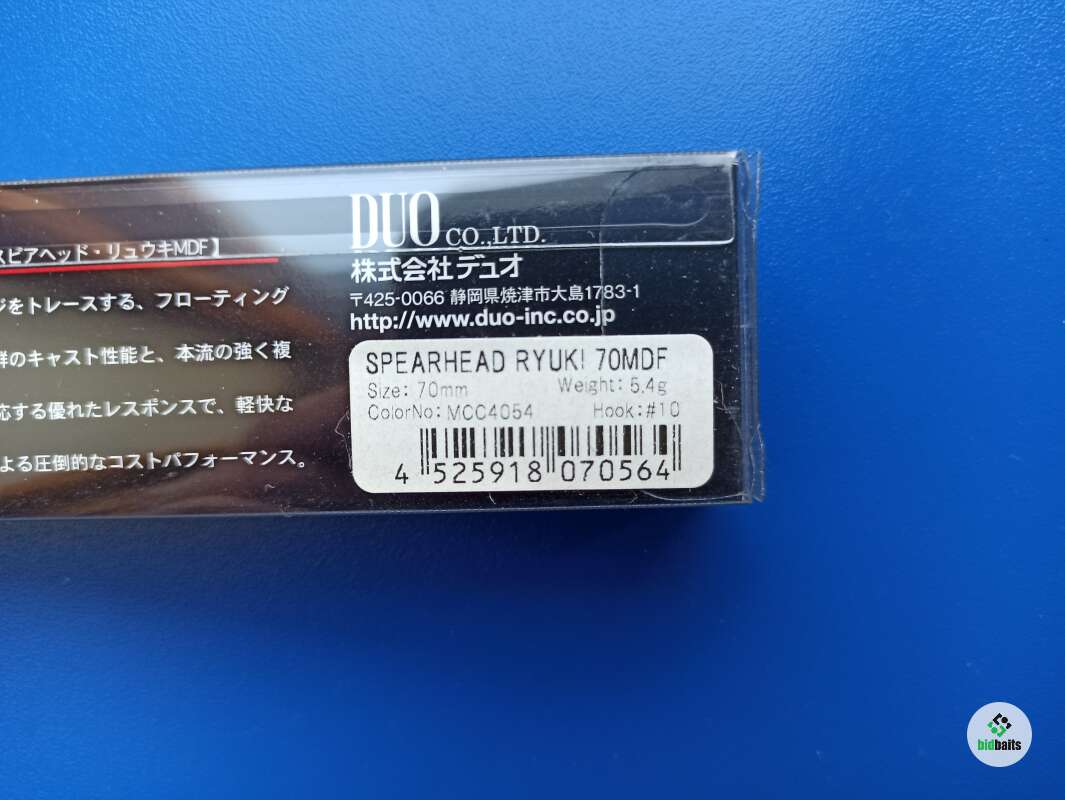 スピアヘッド・リュウキMDF】
をトレースする、フローティング
のキャスト性能と、本流の強く複
応する優れたレスポンスで、軽快な
よる圧倒的なコストパフォーマンス。
DUO CO.,LTD.
株式会社デュオ
〒425-0066 静岡県焼津市大島1783-1
http://www.duo-inc.co.jp
SPEARHEAD RYUKI 70MDF
Size: 70mm Weight: 5.4g
ColorNo: MCC4054 Hook: #10
4 525918 070564
bidbaits